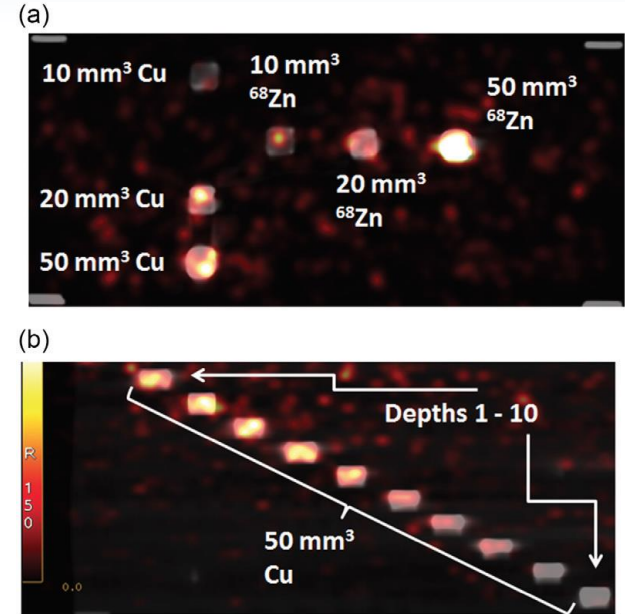 (a)
10 mm³ Cu
10 mm³
⁶⁸Zn
50 mm³
⁶⁸Zn
20 mm³ Cu
20 mm³
⁶⁸Zn
50 mm³ Cu
(b)
Depths 1 - 10
R
1
5
0
50 mm³
Cu
0.0